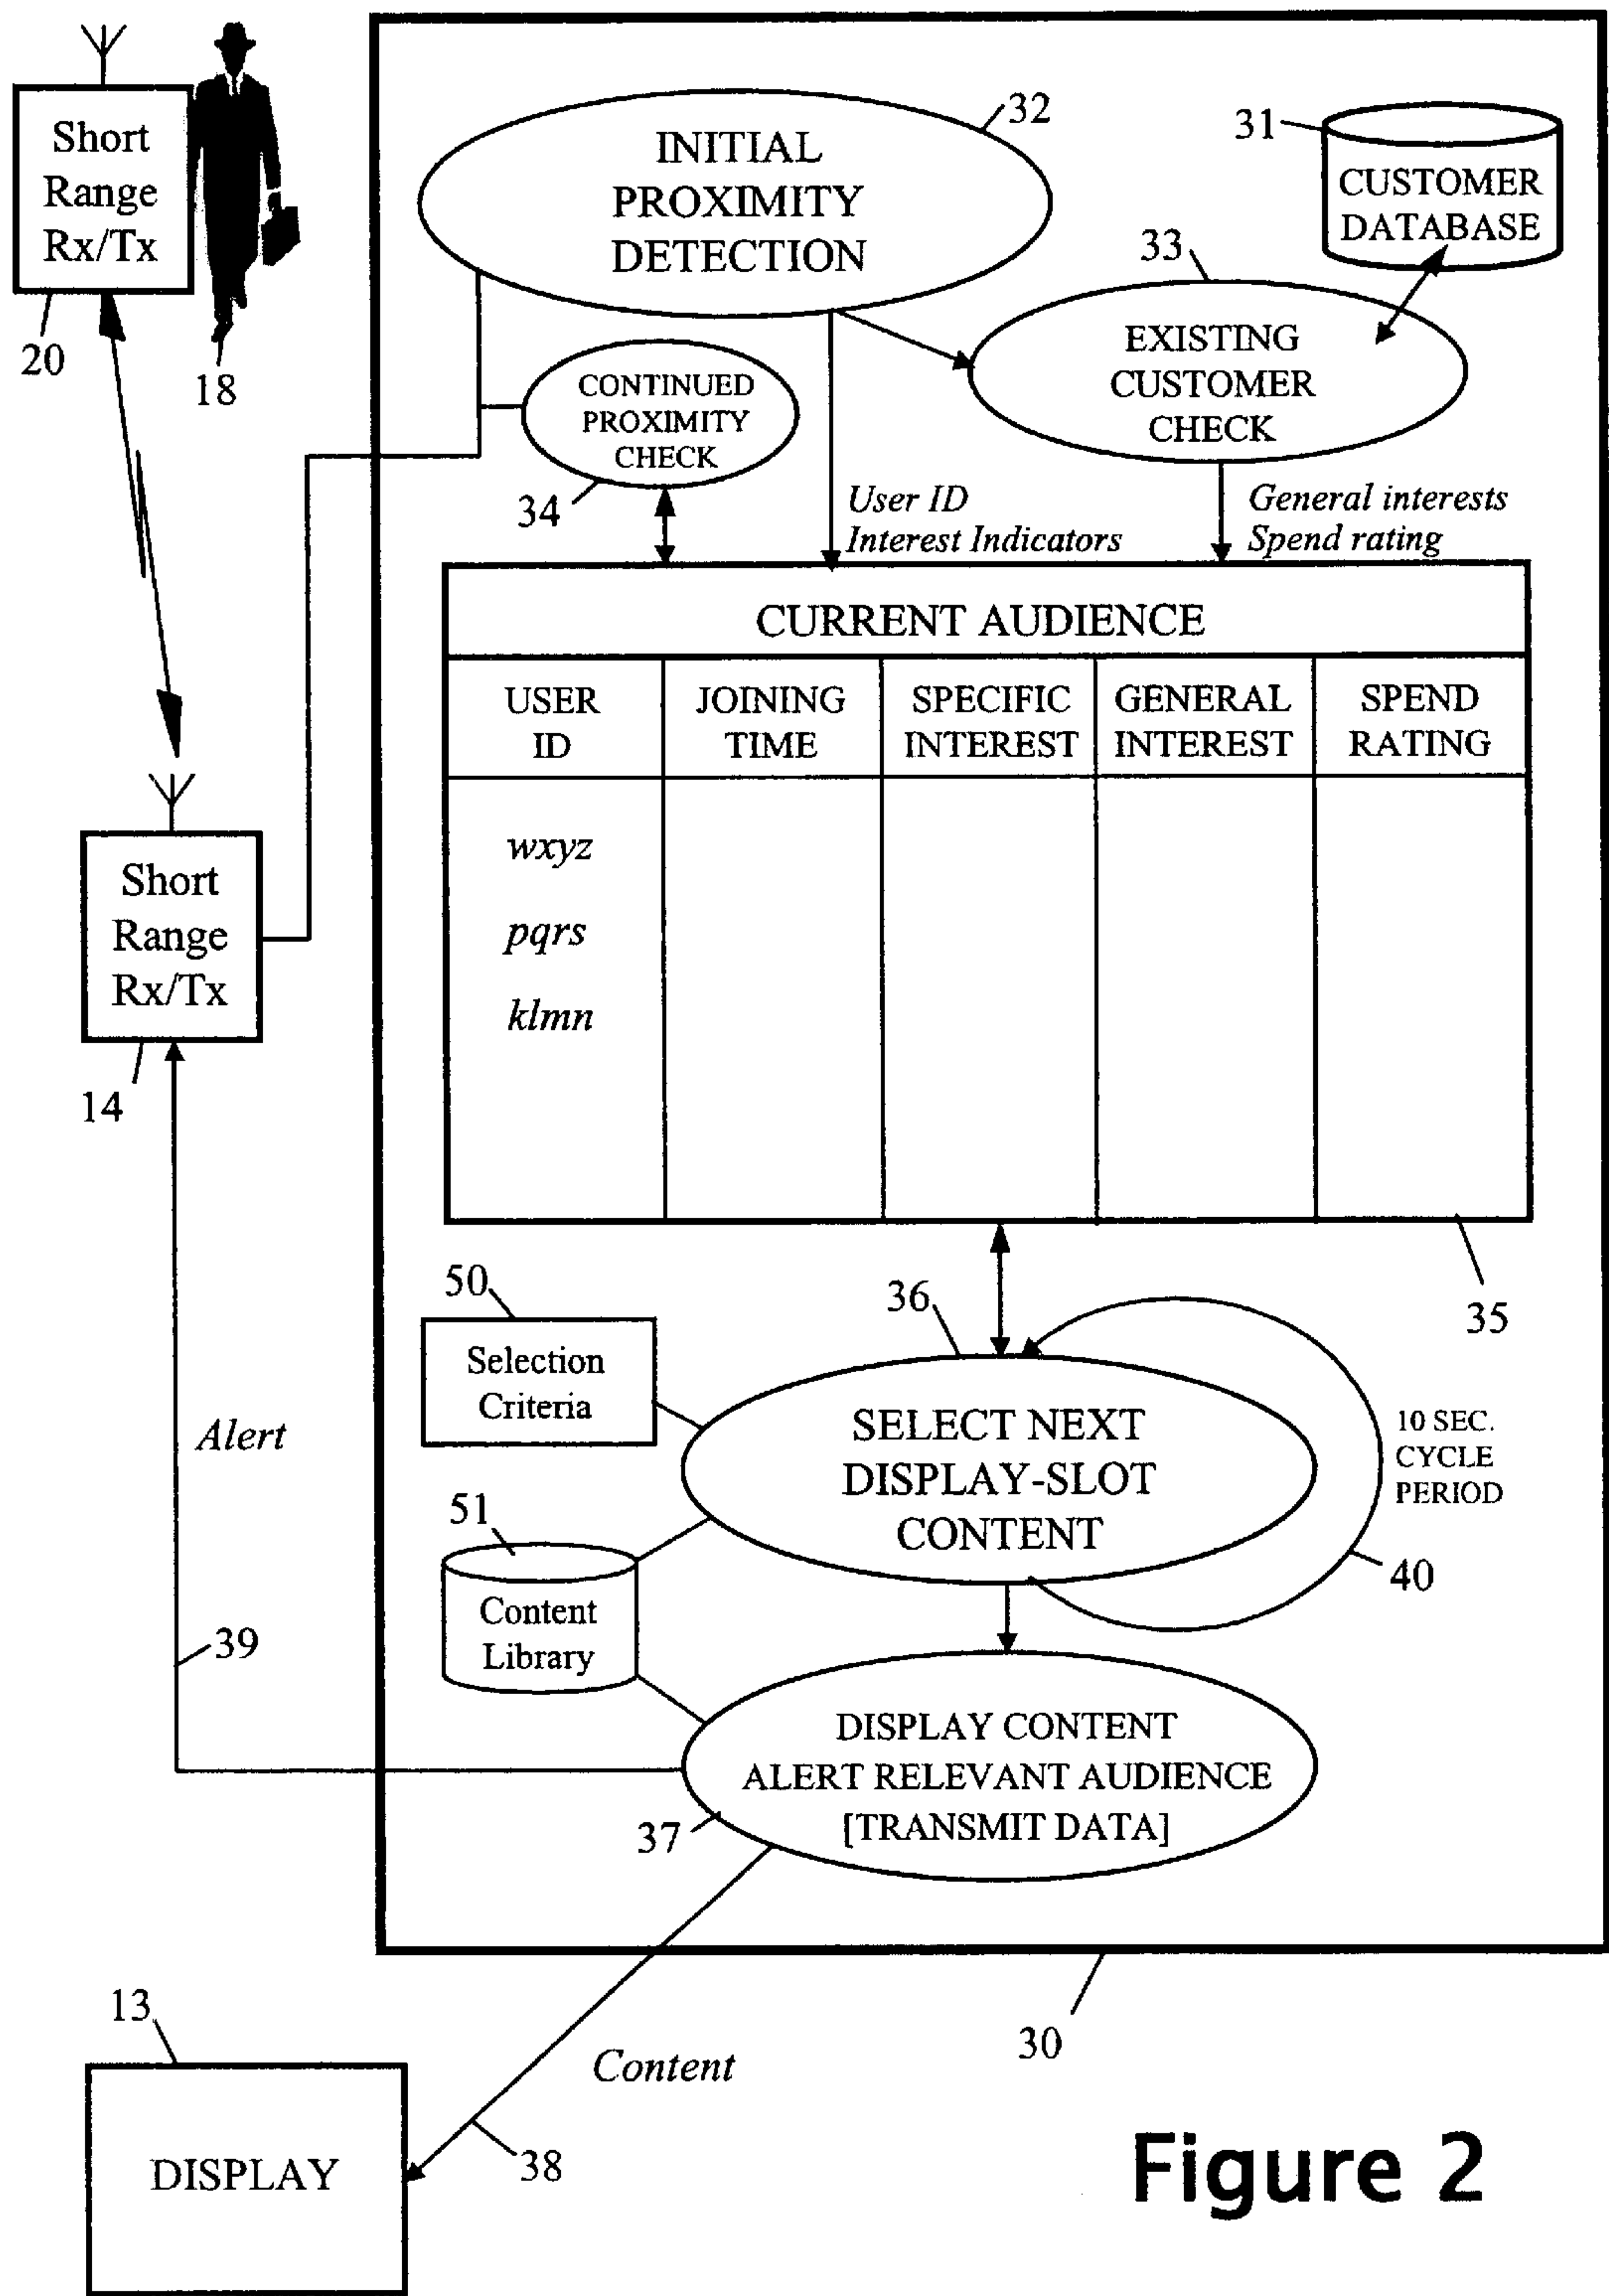 Short
Range
Rx/Tx
20
18
INITIAL
PROXIMITY
DETECTION
32
31
CUSTOMER
DATABASE
33
EXISTING
CUSTOMER
CHECK
CONTINUED
PROXIMITY
CHECK
34
User ID
Interest Indicators
General interests
Spend rating
CURRENT AUDIENCE
USER
ID
JOINING
TIME
SPECIFIC
INTEREST
GENERAL
INTEREST
SPEND
RATING
wxyz
pqrs
klmn
35
Short
Range
Rx/Tx
14
Alert
39
50
Selection
Criteria
36
SELECT NEXT
DISPLAY-SLOT
CONTENT
10 SEC.
CYCLE
PERIOD
40
51
Content
Library
DISPLAY CONTENT
ALERT RELEVANT AUDIENCE
[TRANSMIT DATA]
37
30
13
DISPLAY
Content
38
Figure 2